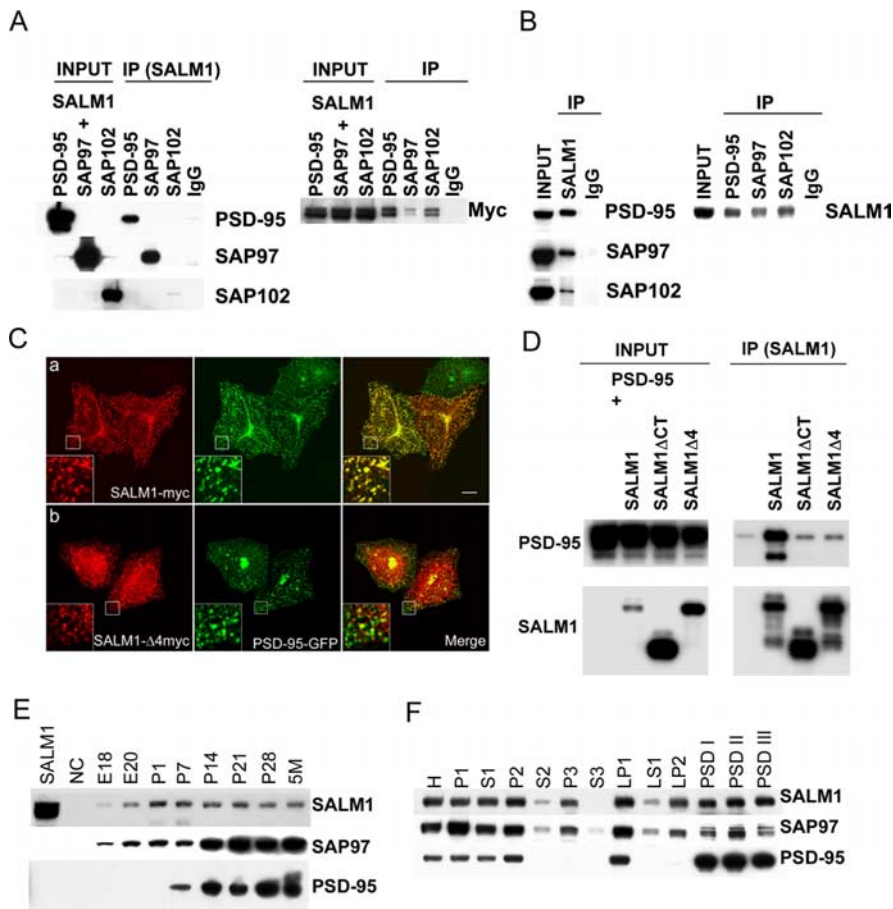 A
INPUT IP (SALM1)
SALM1
+
PSD-95
SAP97
SAP102
PSD-95
SAP97
SAP102
IgG
PSD-95
SAP97
SAP102
INPUT IP
SALM1
+
PSD-95
SAP97
SAP102
PSD-95
SAP97
SAP102
IgG
Myc
B
IP
INPUT
SALM1
IgG
PSD-95
SAP97
SAP102
IP
INPUT
PSD-95
SAP97
SAP102
IgG
SALM1
C
a
SALM1-myc
b
SALM1-Δ4myc
PSD-95-GFP
Merge
D
INPUT IP (SALM1)
PSD-95
+
SALM1
SALM1ΔCT
SALM1Δ4
SALM1
SALM1ΔCT
SALM1Δ4
PSD-95
SALM1
E
SALM1
NC
E18
E20
P1
P7
P14
P21
P28
5M
SALM1
SAP97
PSD-95
F
H
P1
S1
P2
S2
P3
S3
LP1
LS1
LP2
PSD I
PSD II
PSD III
SALM1
SAP97
PSD-95